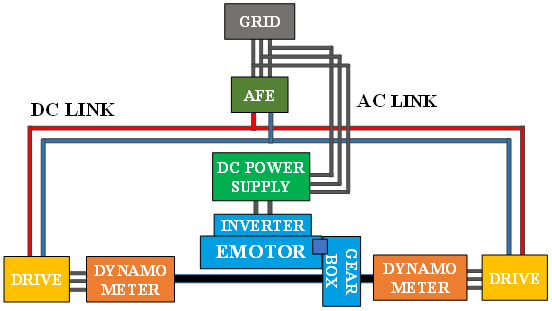 GRID
AFE
DC LINK
AC LINK
DC POWER
SUPPLY
INVERTER
EMOTOR
GEAR
BOX
DRIVE
DYNAMO
METER
DYNAMO
METER
DRIVE